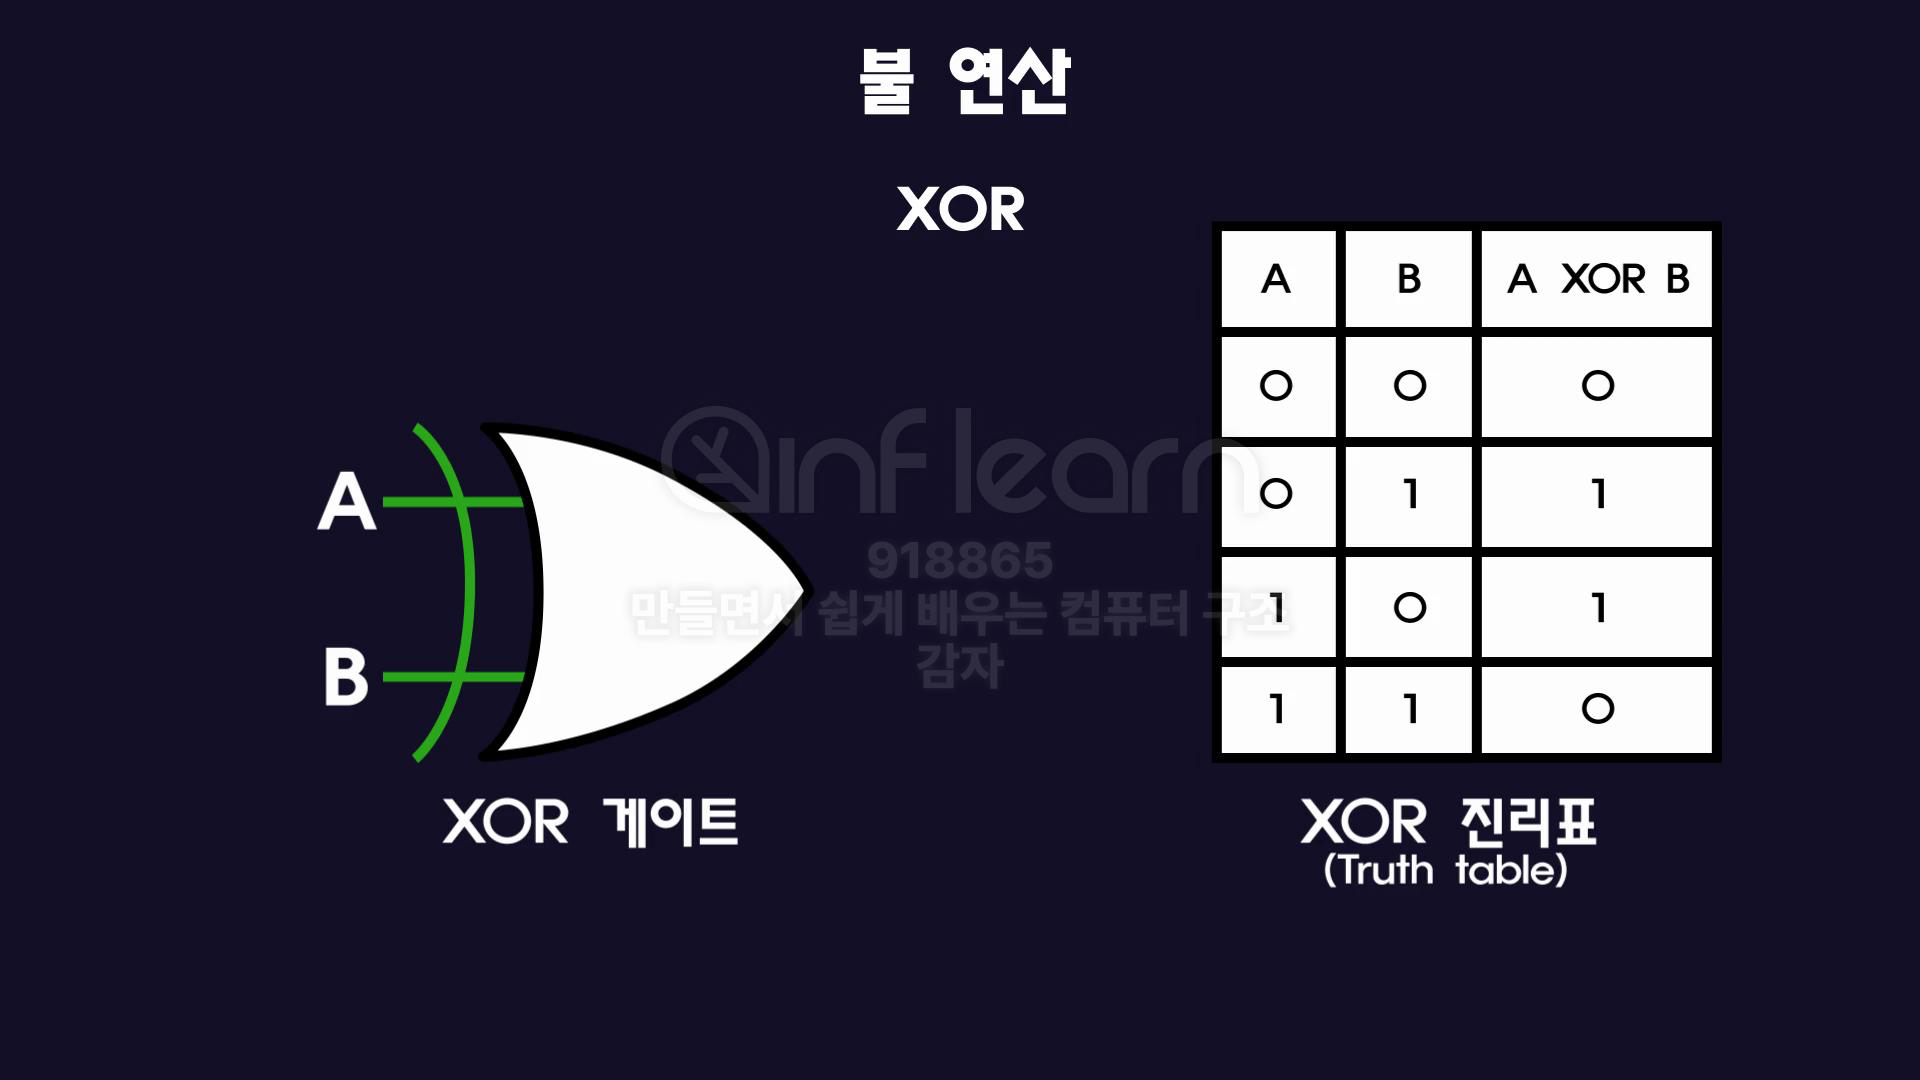 불 연산
XOR
A B A XOR B
0 0 0
0 1 1
1 0 1
1 1 0
A
B
inflearn
918865
만들면서 쉽게 배우는 컴퓨터 구조
감자
XOR 게이트
XOR 진리표
(Truth table)